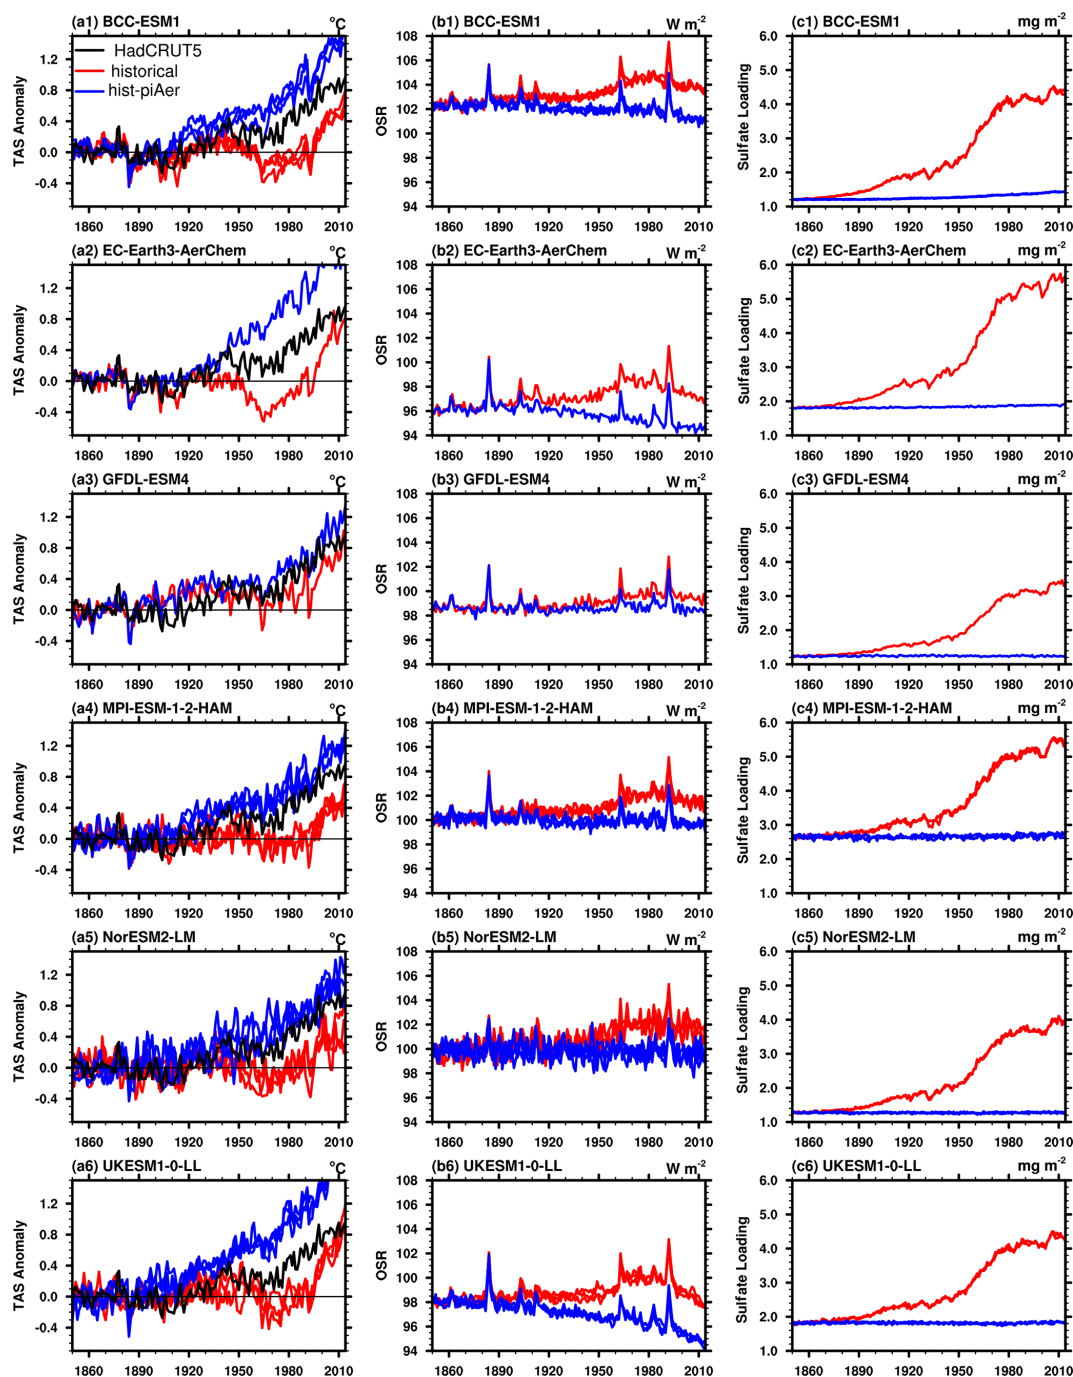 (a1) BCC-ESM1 °C
(b1) BCC-ESM1 W m-2
(c1) BCC-ESM1 mg m-2
HadCRUT5
historical
hist-piAer
TAS Anomaly
1.2
0.8
0.4
0.0
-0.4
1860 1890 1920 1950 1980 2010
OSR
108
106
104
102
100
98
96
94
1860 1890 1920 1950 1980 2010
Sulfate Loading
6.0
5.0
4.0
3.0
2.0
1.0
1860 1890 1920 1950 1980 2010
(a2) EC-Earth3-AerChem °C
(b2) EC-Earth3-AerChem W m-2
(c2) EC-Earth3-AerChem mg m-2
TAS Anomaly
1.2
0.8
0.4
0.0
-0.4
1860 1890 1920 1950 1980 2010
OSR
108
106
104
102
100
98
96
94
1860 1890 1920 1950 1980 2010
Sulfate Loading
6.0
5.0
4.0
3.0
2.0
1.0
1860 1890 1920 1950 1980 2010
(a3) GFDL-ESM4 °C
(b3) GFDL-ESM4 W m-2
(c3) GFDL-ESM4 mg m-2
TAS Anomaly
1.2
0.8
0.4
0.0
-0.4
1860 1890 1920 1950 1980 2010
OSR
108
106
104
102
100
98
96
94
1860 1890 1920 1950 1980 2010
Sulfate Loading
6.0
5.0
4.0
3.0
2.0
1.0
1860 1890 1920 1950 1980 2010
(a4) MPI-ESM-1-2-HAM °C
(b4) MPI-ESM-1-2-HAM W m-2
(c4) MPI-ESM-1-2-HAM mg m-2
TAS Anomaly
1.2
0.8
0.4
0.0
-0.4
1860 1890 1920 1950 1980 2010
OSR
108
106
104
102
100
98
96
94
1860 1890 1920 1950 1980 2010
Sulfate Loading
6.0
5.0
4.0
3.0
2.0
1.0
1860 1890 1920 1950 1980 2010
(a5) NorESM2-LM °C
(b5) NorESM2-LM W m-2
(c5) NorESM2-LM mg m-2
TAS Anomaly
1.2
0.8
0.4
0.0
-0.4
1860 1890 1920 1950 1980 2010
OSR
108
106
104
102
100
98
96
94
1860 1890 1920 1950 1980 2010
Sulfate Loading
6.0
5.0
4.0
3.0
2.0
1.0
1860 1890 1920 1950 1980 2010
(a6) UKESM1-0-LL °C
(b6) UKESM1-0-LL W m-2
(c6) UKESM1-0-LL mg m-2
TAS Anomaly
1.2
0.8
0.4
0.0
-0.4
1860 1890 1920 1950 1980 2010
OSR
108
106
104
102
100
98
96
94
1860 1890 1920 1950 1980 2010
Sulfate Loading
6.0
5.0
4.0
3.0
2.0
1.0
1860 1890 1920 1950 1980 2010